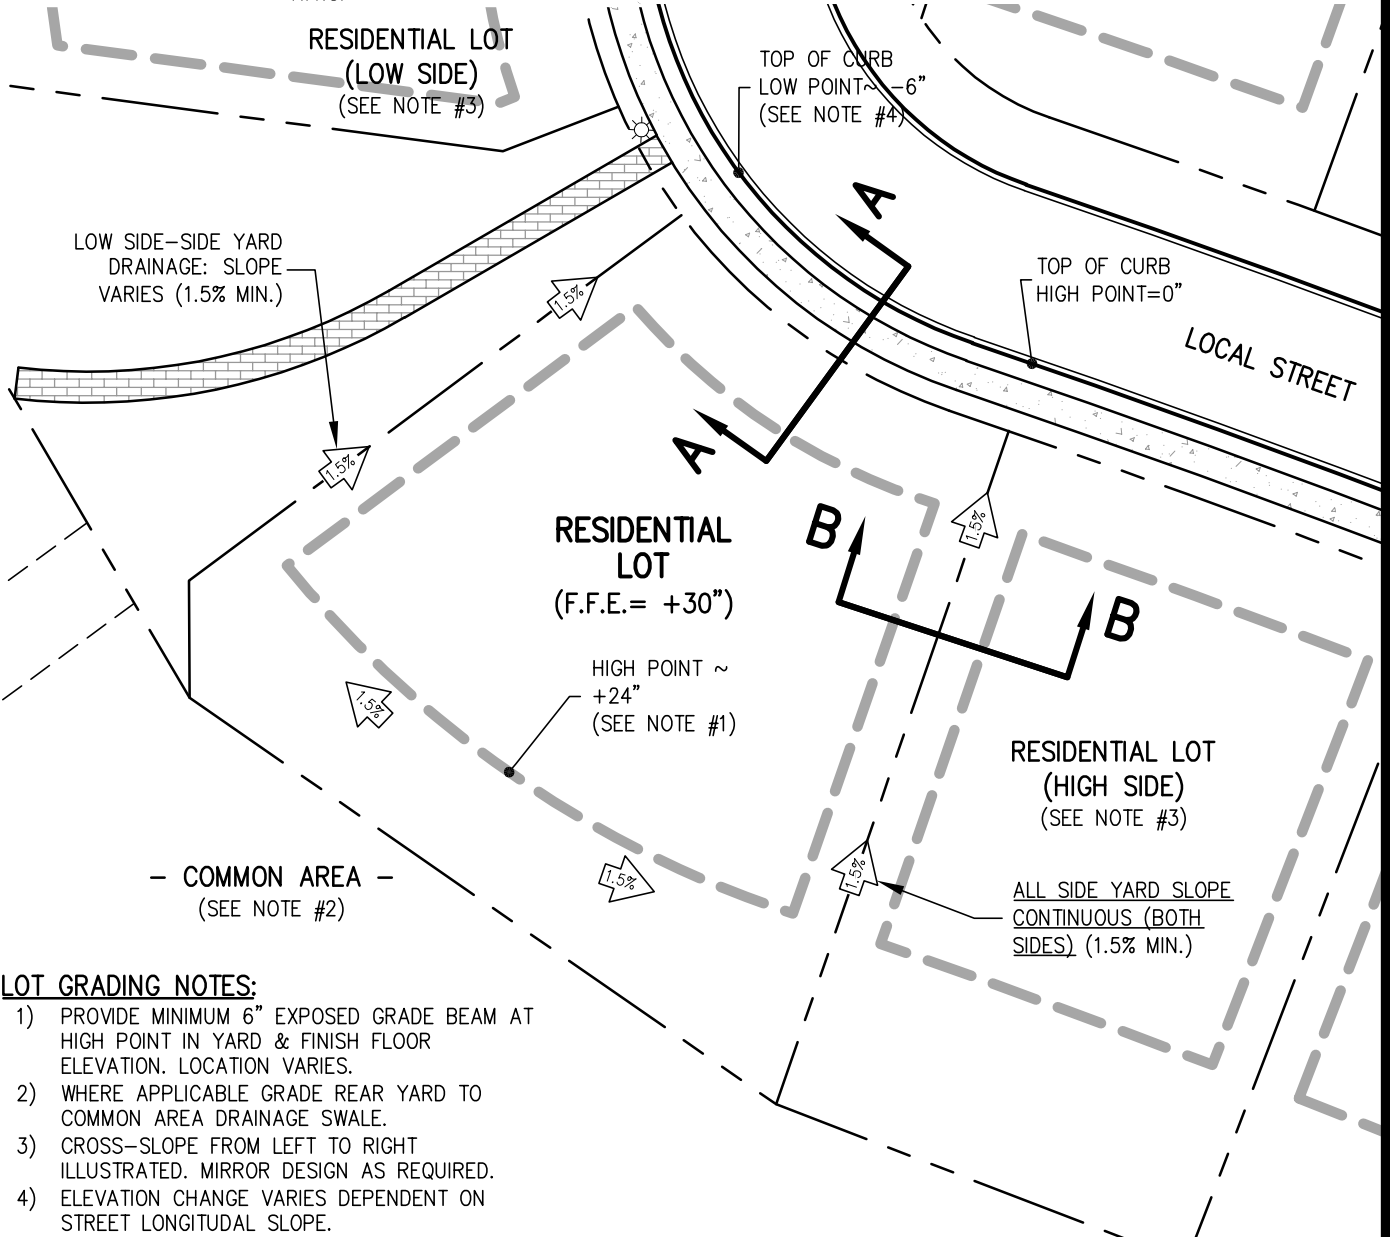 RESIDENTIAL LOT
(LOW SIDE)
(SEE NOTE #3)
TOP OF CURB
LOW POINT~ -6"
(SEE NOTE #4)
A
LOW SIDE-SIDE YARD
DRAINAGE: SLOPE
VARIES (1.5% MIN.)
1.5%
TOP OF CURB
HIGH POINT=0"
LOCAL STREET
A
1.5%
RESIDENTIAL
LOT
(F.F.E.= +30")
B
1.5%
B
HIGH POINT ~
+24"
(SEE NOTE #1)
1.5%
RESIDENTIAL LOT
(HIGH SIDE)
(SEE NOTE #3)
- COMMON AREA -
(SEE NOTE #2)
1.5%
1.5%
ALL SIDE YARD SLOPE
CONTINUOUS (BOTH
SIDES) (1.5% MIN.)
LOT GRADING NOTES:
1) PROVIDE MINIMUM 6" EXPOSED GRADE BEAM AT
HIGH POINT IN YARD & FINISH FLOOR
ELEVATION. LOCATION VARIES.
2) WHERE APPLICABLE GRADE REAR YARD TO
COMMON AREA DRAINAGE SWALE.
3) CROSS-SLOPE FROM LEFT TO RIGHT
ILLUSTRATED. MIRROR DESIGN AS REQUIRED.
4) ELEVATION CHANGE VARIES DEPENDENT ON
STREET LONGITUDAL SLOPE.